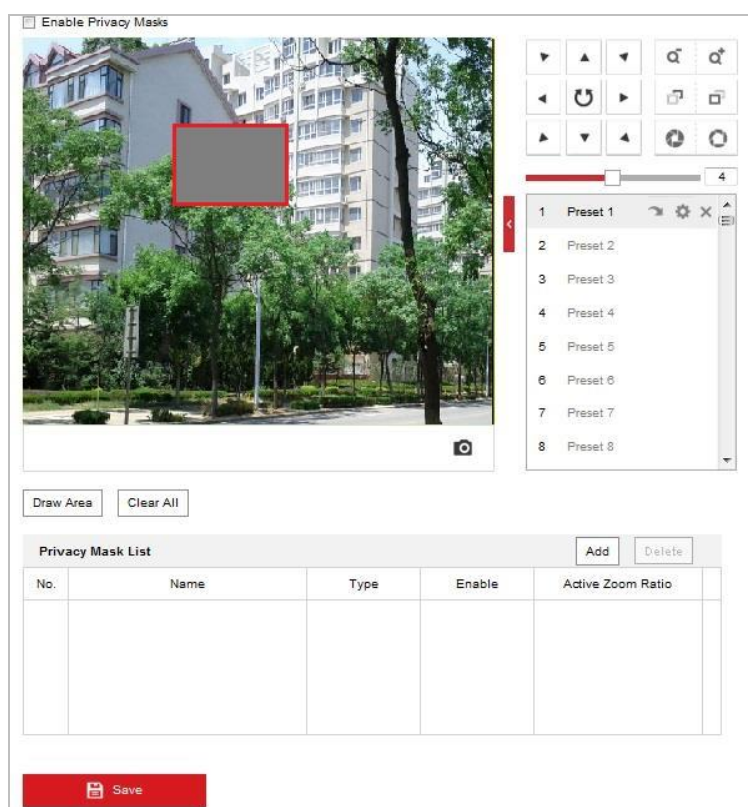 Enable Privacy Masks
4
1 Preset 1
2 Preset 2
3 Preset 3
4 Preset 4
5 Preset 5
6 Preset 6
7 Preset 7
8 Preset 8
Draw Area Clear All
Privacy Mask List Add Delete
No. Name Type Enable Active Zoom Ratio
Save